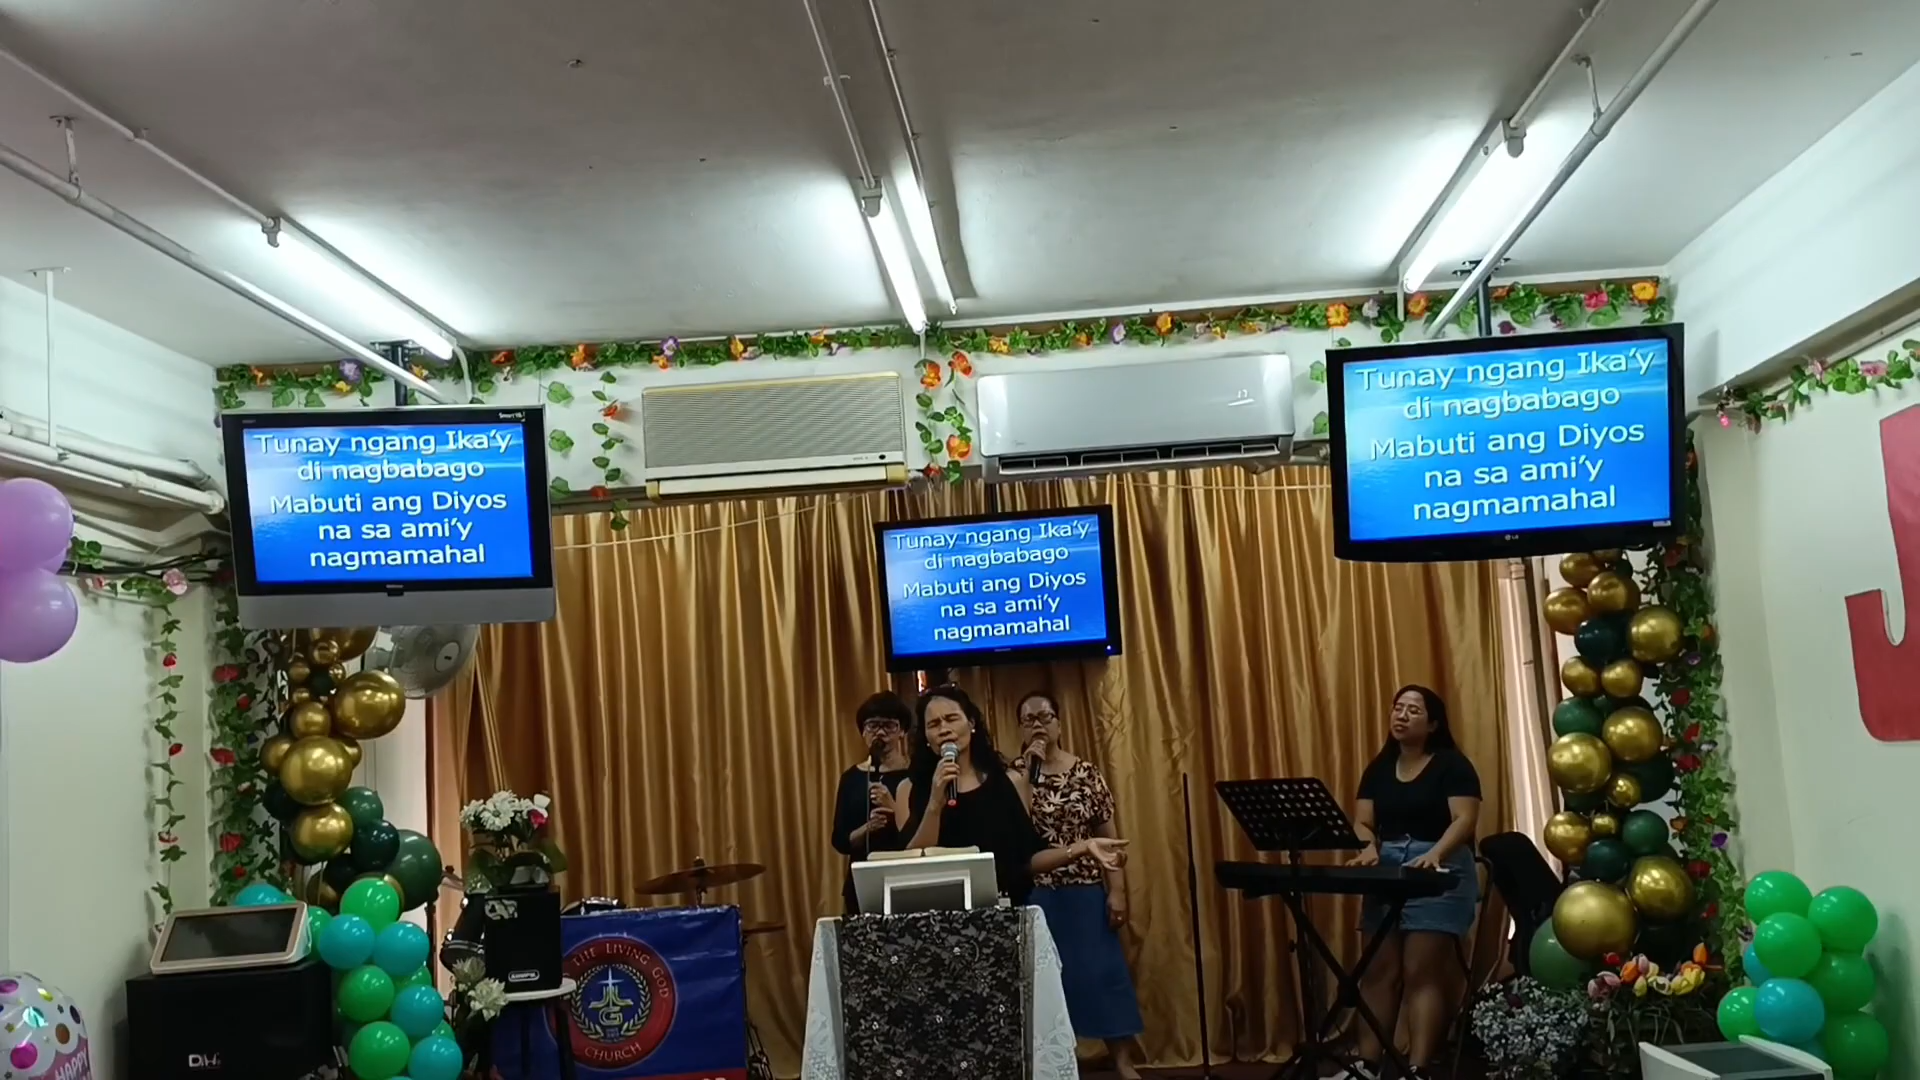 Tunay ngang Ika'y
di nagbabago
Mabuti ang Diyos
na sa ami'y
nagmamahal
Tunay ngang Ika'y
di nagbabago
Mabuti ang Diyos
na sa ami'y
nagmamahal
Tunay ngang Ika'y
di nagbabago
Mabuti ang Diyos
na sa ami'y
nagmamahal
J
LG
THE LIVING GOD
CHURCH
HAPPY